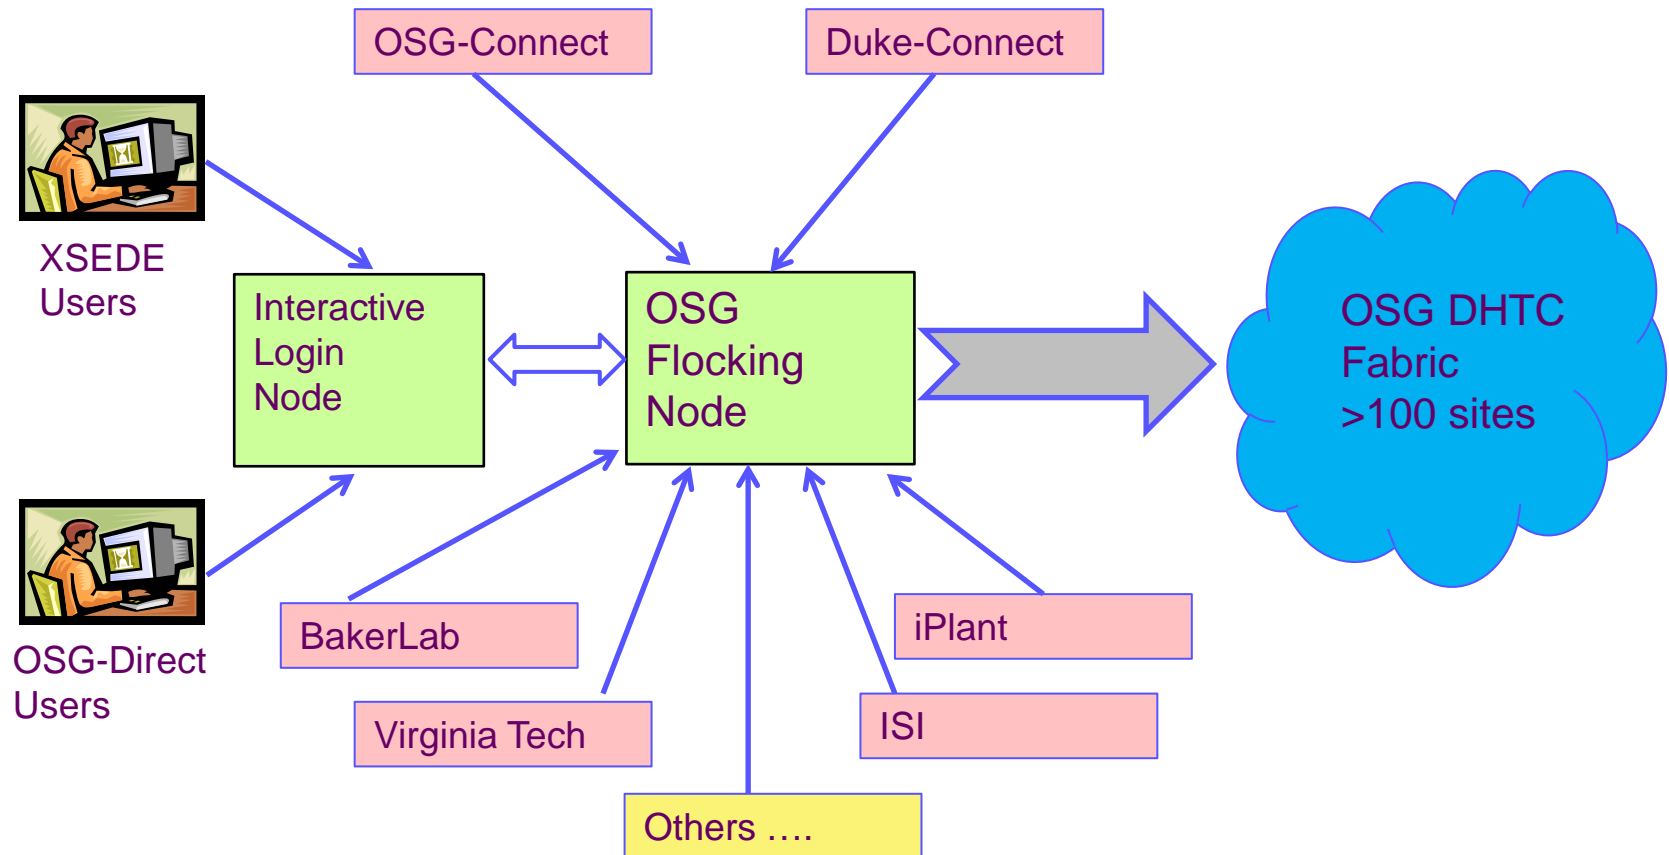 OSG-Connect
Duke-Connect
XSEDE
Users
Interactive
Login
Node
OSG
Flocking
Node
OSG DHTC
Fabric
>100 sites
OSG-Direct
Users
BakerLab
iPlant
Virginia Tech
ISI
Others ….